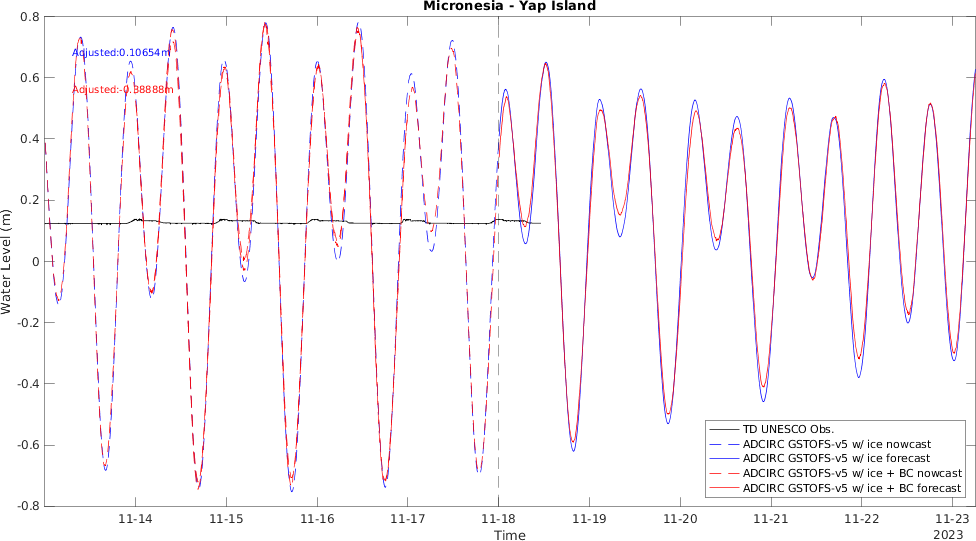 Micronesia - Yap Island
0.8
Adjusted:0.10654m
0.6
Adjusted:-0.38888m
0.4
0.2
0
-0.2
-0.4
-0.6
-0.8
Water Level (m)
TD UNESCO Obs.
ADCIRC GSTOFS-v5 w/ ice nowcast
ADCIRC GSTOFS-v5 w/ ice forecast
ADCIRC GSTOFS-v5 w/ ice + BC nowcast
ADCIRC GSTOFS-v5 w/ ice + BC forecast
11-14 11-15 11-16 11-17 11-18 11-19 11-20 11-21 11-22 11-23
Time
2023